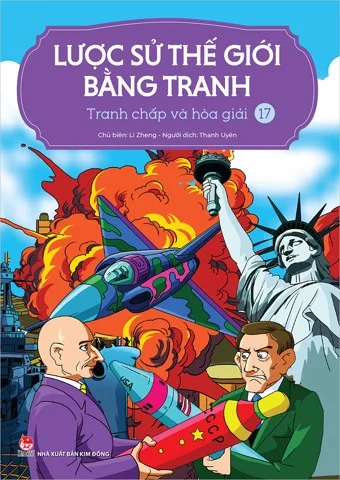 LƯỢC SỬ THẾ GIỚI
BẰNG TRANH
Tranh chấp và hòa giải 17
Chủ biên: Li Zheng - Người dịch: Thanh Uyên
USA
CCCP
NHÀ XUẤT BẢN KIM ĐỒNG